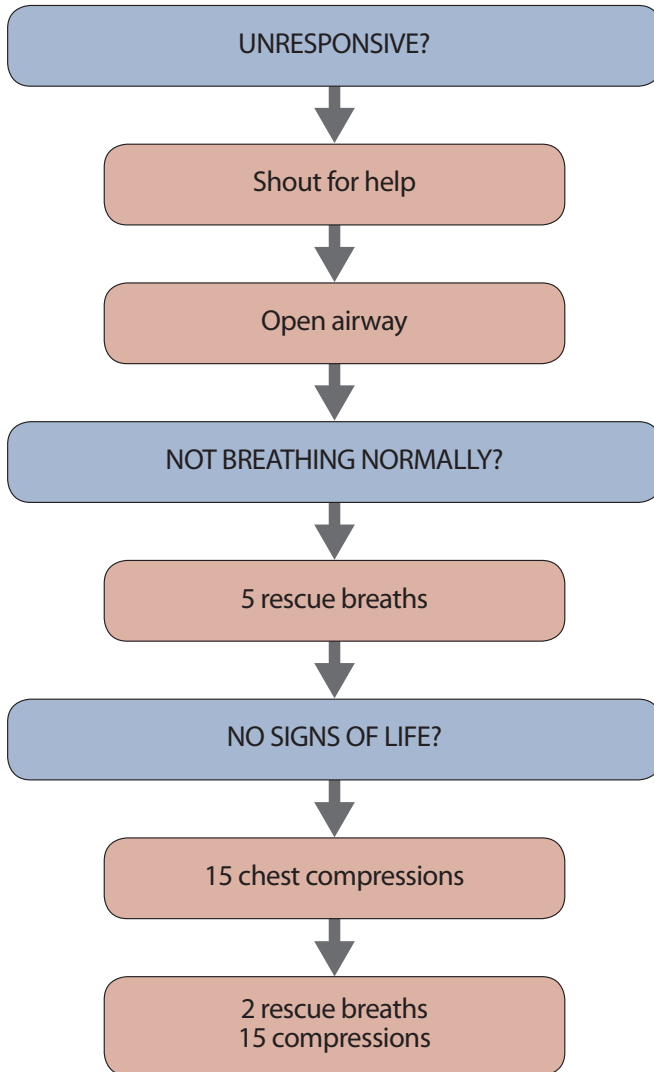 UNRESPONSIVE?
Shout for help
Open airway
NOT BREATHING NORMALLY?
5 rescue breaths
NO SIGNS OF LIFE?
15 chest compressions
2 rescue breaths
15 compressions